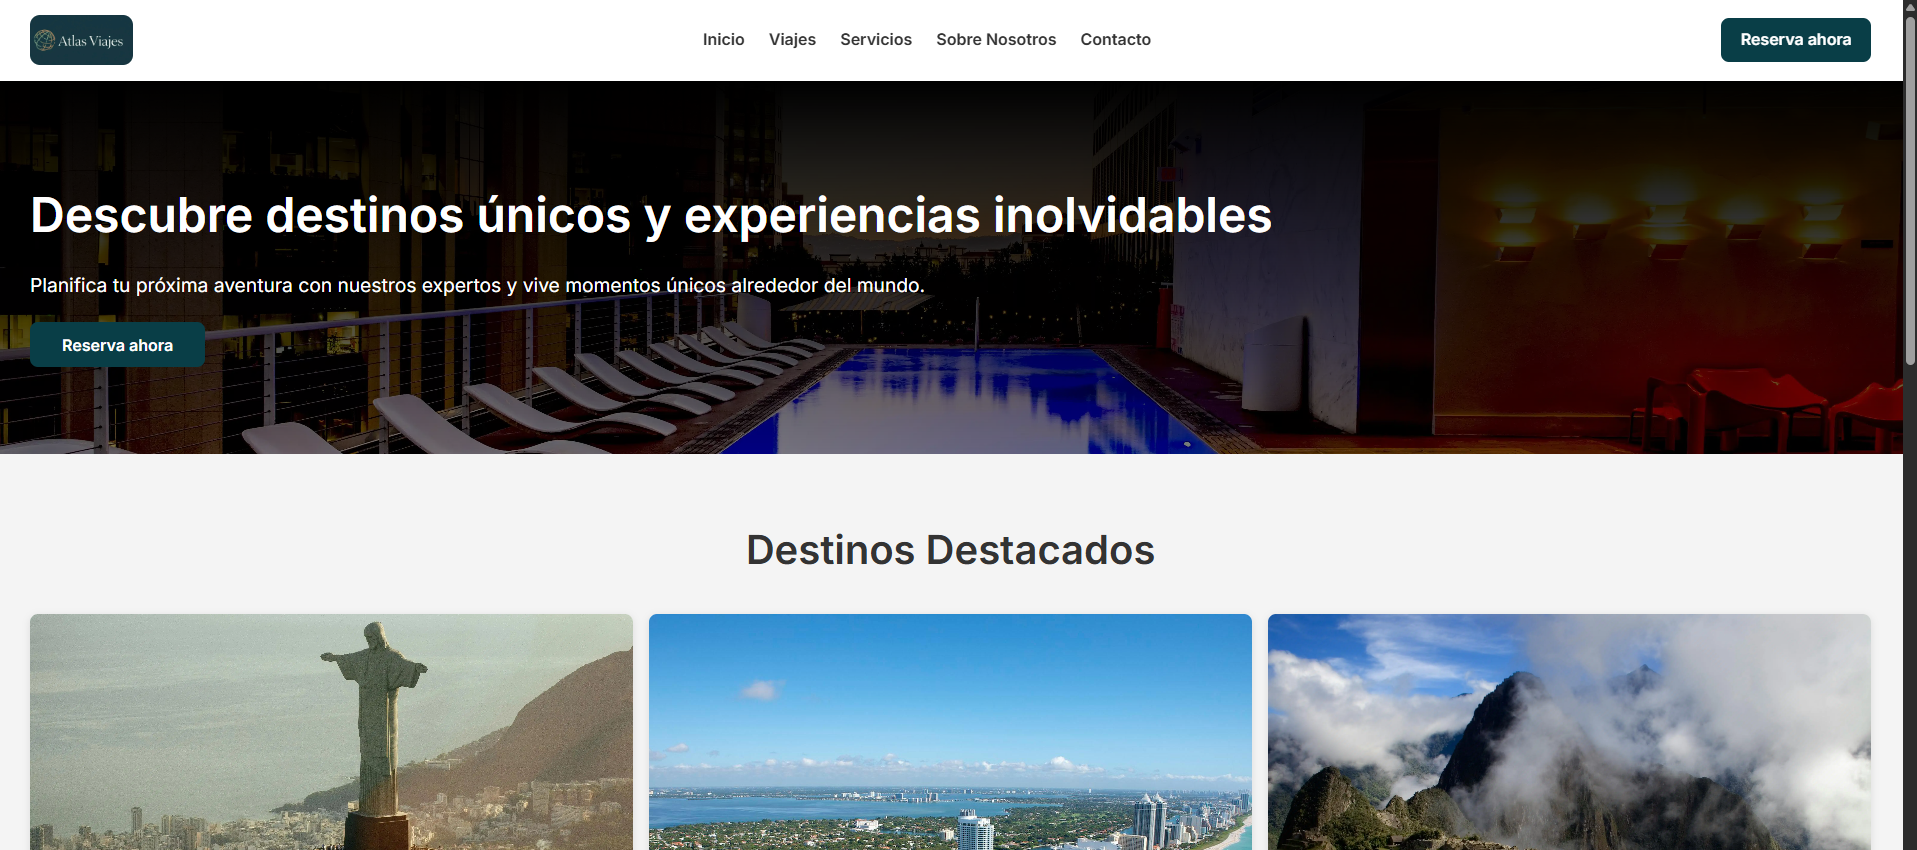 Atlas Viajes
Inicio Viajes Servicios Sobre Nosotros Contacto
Reserva ahora
Descubre destinos únicos y experiencias inolvidables
Planifica tu próxima aventura con nuestros expertos y vive momentos únicos alrededor del mundo.
Reserva ahora
Destinos Destacados